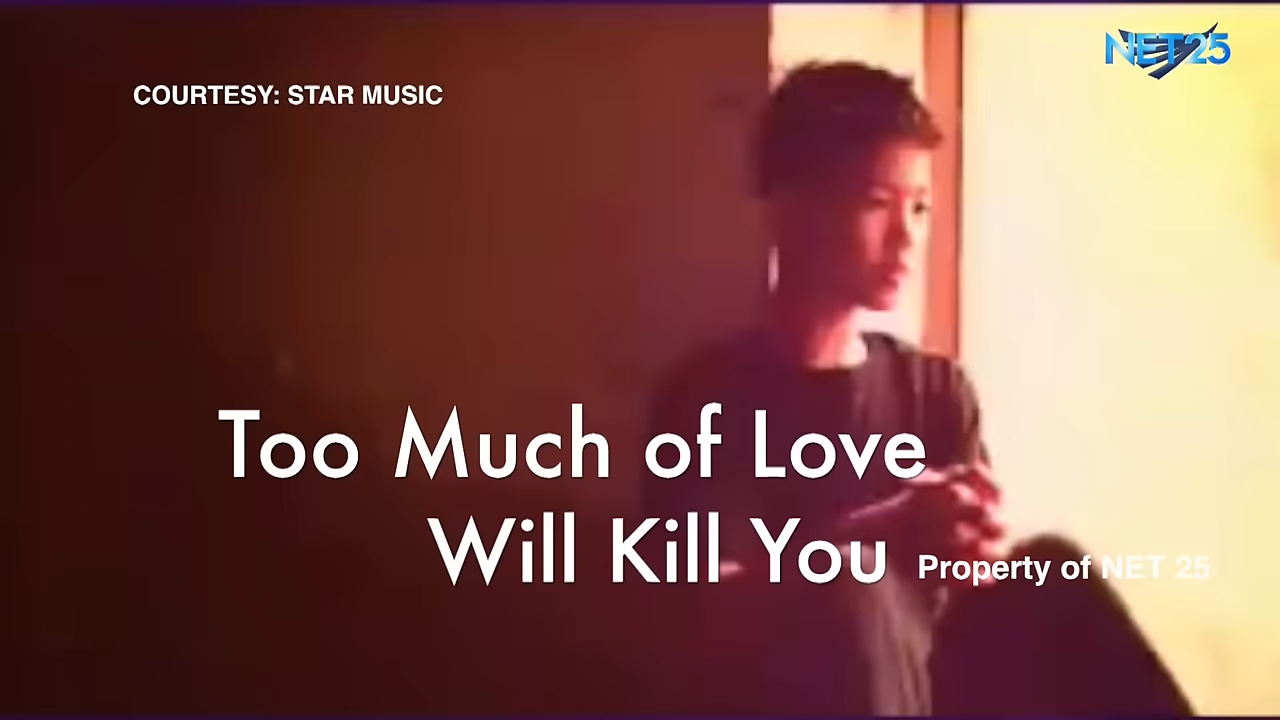 NET25
COURTESY: STAR MUSIC
Too Much of Love
Will Kill You
Property of NET 25